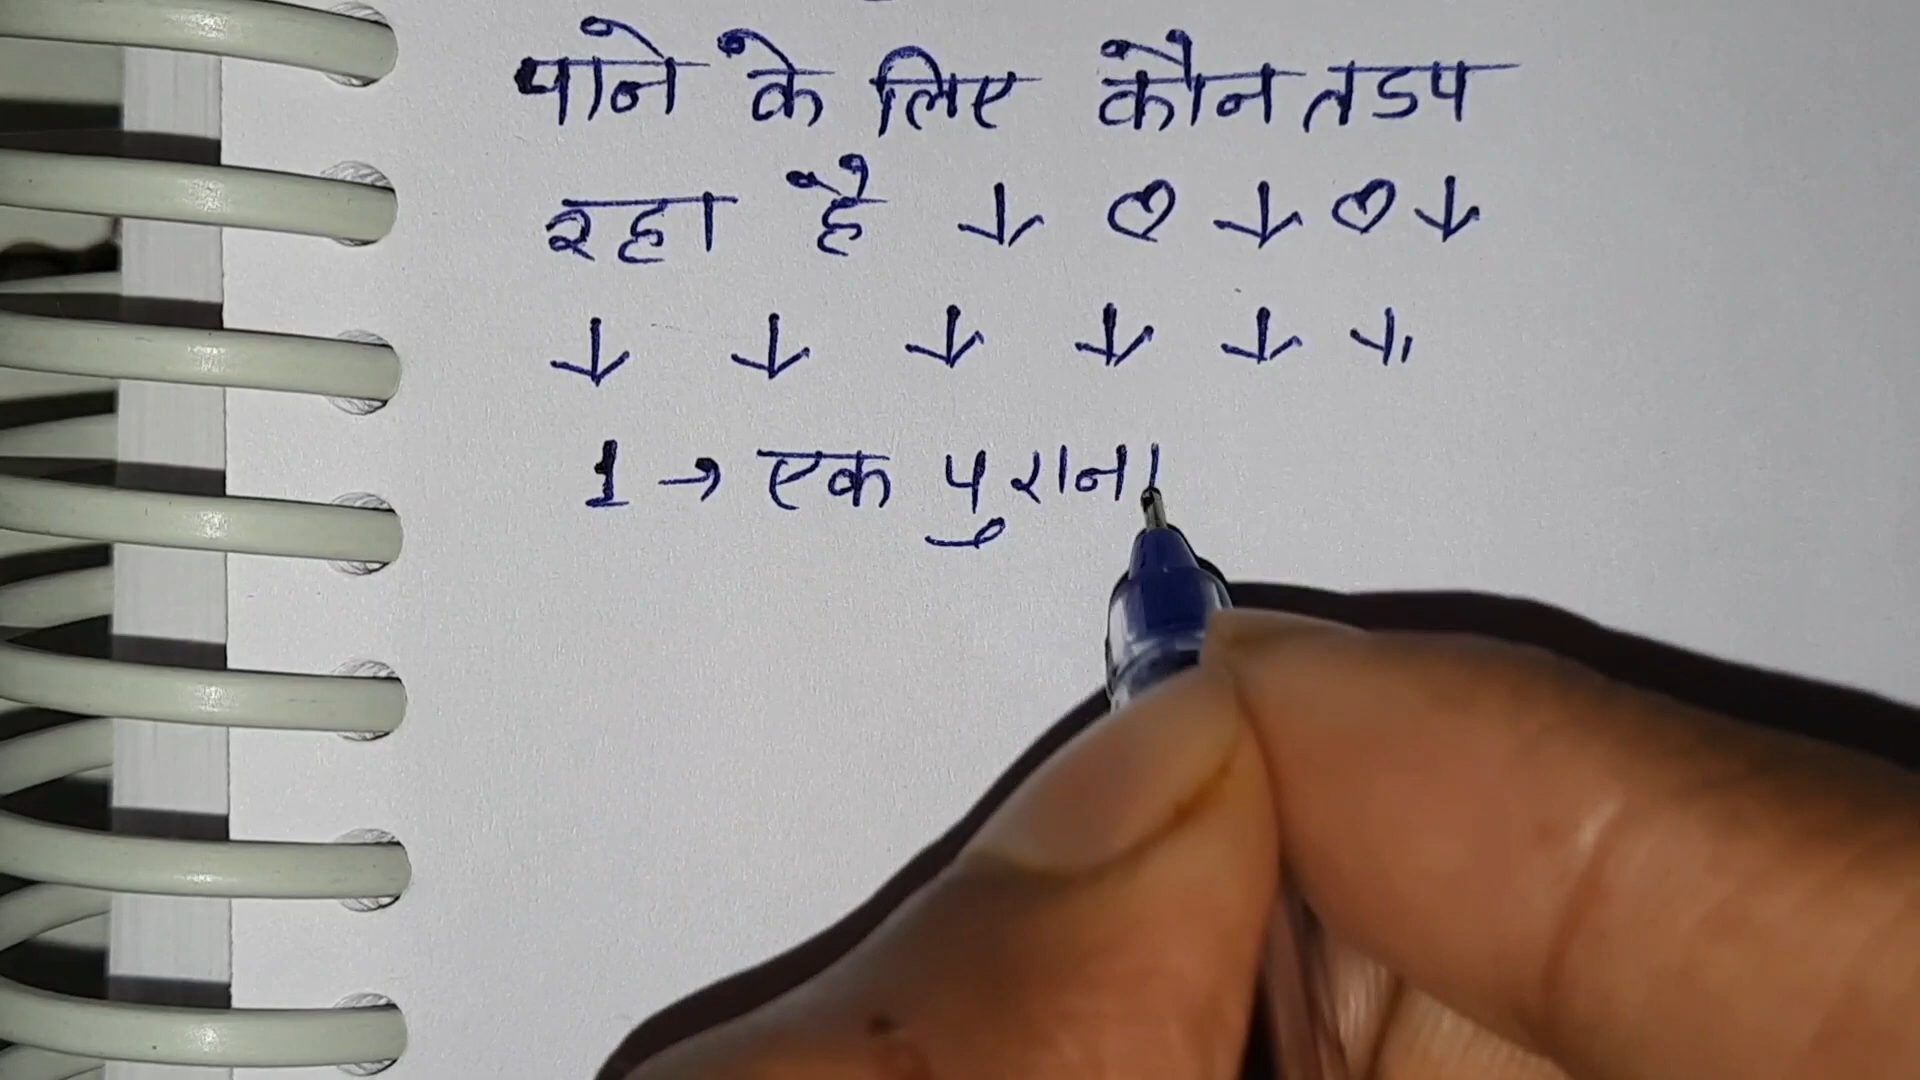 पाने के लिए कौन तडप
रहा है ↓ ♡ ↓ ♡ ↓
↓ ↓ ↓ ↓ ↓ ↓
1 → एक पुराना